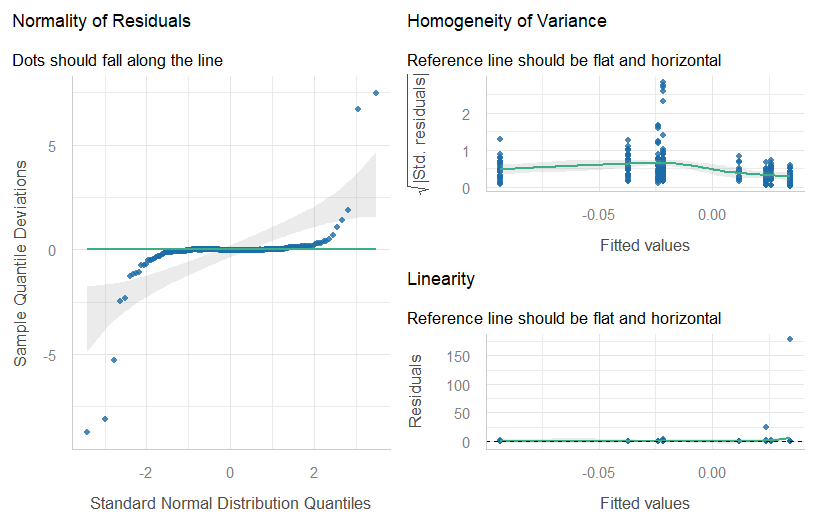 Normality of Residuals
Dots should fall along the line
Sample Quantile Deviations
5
0
-5
-2
0
2
Standard Normal Distribution Quantiles
Homogeneity of Variance
Reference line should be flat and horizontal
√|Std. residuals|
2
1
0
-0.05
0.00
Fitted values
Linearity
Reference line should be flat and horizontal
Residuals
150
100
50
0
-0.05
0.00
Fitted values